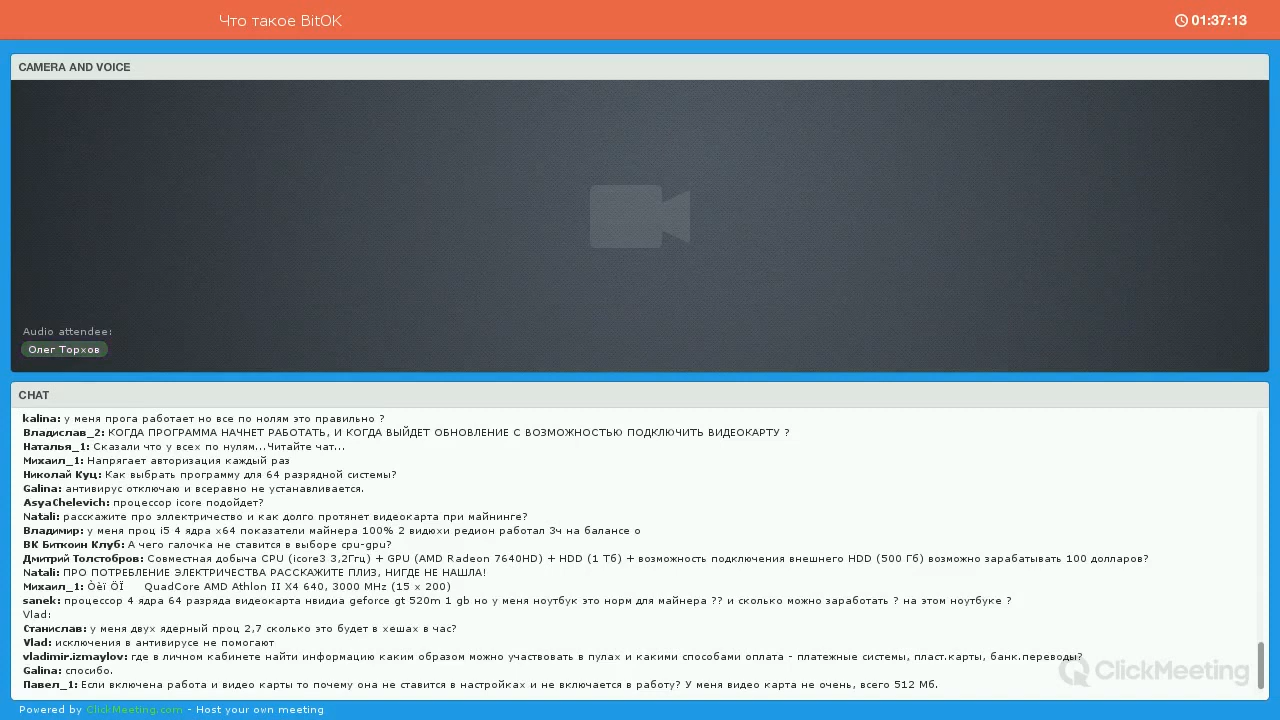 Что такое BitOK
01:37:13
CAMERA AND VOICE
Audio attendee:
Олег Торхов
CHAT
kalina: у меня прога работает но все по нолям это правильно ?
Владислав_2: КОГДА ПРОГРАММА НАЧНЕТ РАБОТАТЬ, И КОГДА ВЫЙДЕТ ОБНОВЛЕНИЕ С ВОЗМОЖНОСТЬЮ ПОДКЛЮЧИТЬ ВИДЕОКАРТУ ?
Наталья_1: Сказали что у всех по нулям...Читайте чат...
Михаил_1: Напрягает авторизация каждый раз
Николай Куц: Как выбрать программу для 64 разрядной системы?
Galina: антивирус отключаю и всеравно не устанавливается.
AsyaChelevich: процессор icore подойдет?
Natali: расскажите про эллектричество и как долго протянет видеокарта при майнинге?
Владимир: у меня проц i5 4 ядра x64 показатели майнера 100% 2 видюхи редион работал 3ч на балансе о
ВК Биткоин Клуб: А чего галочка не ставится в выборе cpu-gpu?
Дмитрий Толстобров: Совместная добыча CPU (icore3 3,2Ггц) + GPU (AMD Radeon 7640HD) + HDD (1 Тб) + возможность подключения внешнего HDD (500 Гб) возможно зарабатывать 100 долларов?
Natali: ПРО ПОТРЕБЛЕНИЕ ЭЛЕКТРИЧЕСТВА РАССКАЖИТЕ ПЛИЗ, НИГДЕ НЕ НАШЛА!
Михаил_1: Òèï ÖÏ QuadCore AMD Athlon II X4 640, 3000 MHz (15 x 200)
sanek: процессор 4 ядра 64 разряда видеокарта нвидиа geforce gt 520m 1 gb но у меня ноутбук это норм для майнера ?? и сколько можно заработать ? на этом ноутбуке ?
Vlad:
Станислав: у меня двух ядерный проц 2,7 сколько это будет в хешах в час?
Vlad: исключения в антивирусе не помогают
vladimir.izmaylov: где в личном кабинете найти информацию каким образом можно участвовать в пулах и какими способами оплата - платежные системы, пласт.карты, банк.переводы?
Galina: спосибо.
Павел_1: Если включена работа и видео карты то почему она не ставится в настройках и не включается в работу? У меня видео карта не очень, всего 512 Мб.
ClickMeeting
Powered by ClickMeeting.com - Host your own meeting